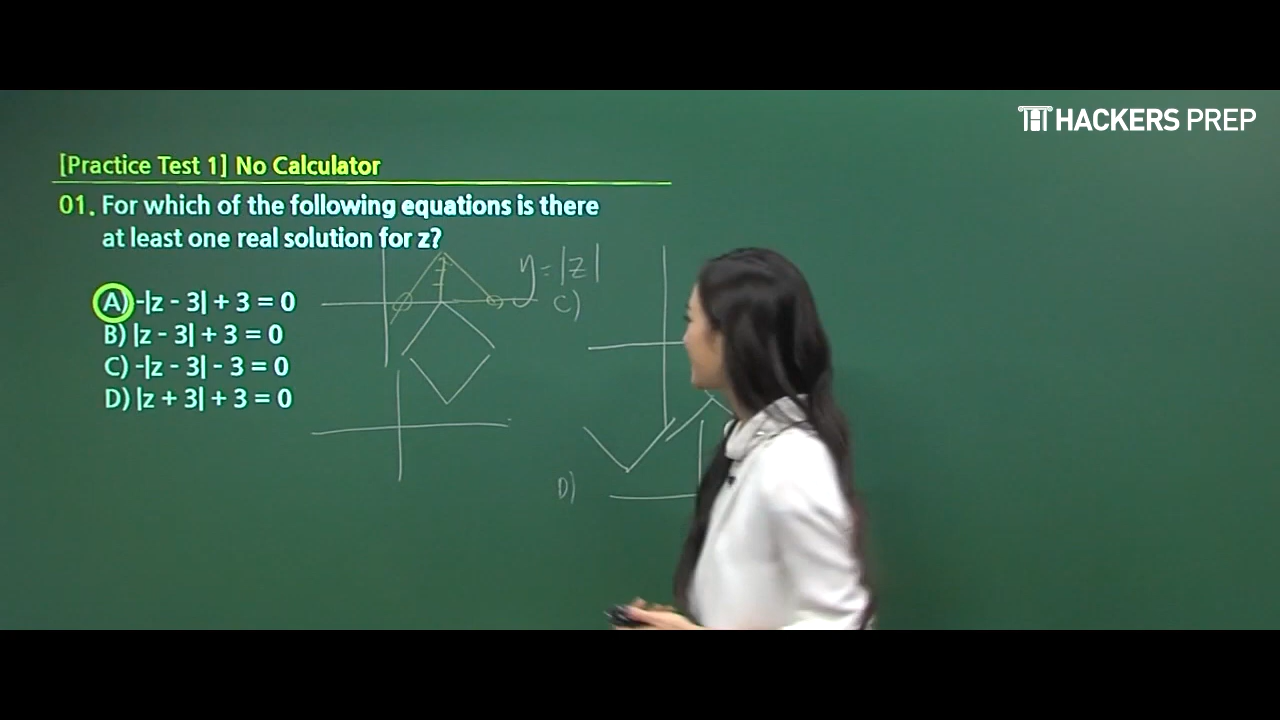 HACKERS PREP
[Practice Test 1] No Calculator
01. For which of the following equations is there
at least one real solution for z?
y = |z|
A) -|z - 3| + 3 = 0
C)
B) |z - 3| + 3 = 0
C) -|z - 3| - 3 = 0
D) |z + 3| + 3 = 0
D)